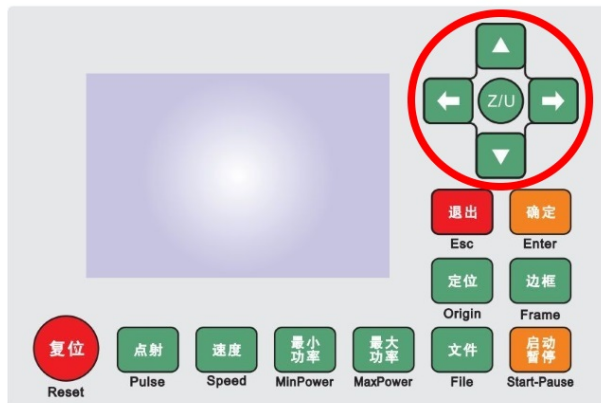 Z/U
退出
确定
Esc
Enter
定位
边框
Origin
Frame
复位
点射
速度
最小
功率
最大
功率
文件
启动
暂停
Reset
Pulse
Speed
MinPower
MaxPower
File
Start-Pause